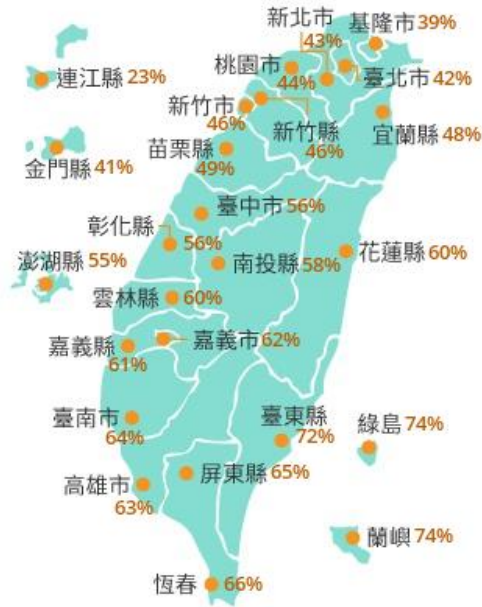 新北市
43%
基隆市 39%
桃園市
44%
臺北市 42%
連江縣 23%
新竹市
46%
新竹縣
46%
宜蘭縣 48%
苗栗縣
49%
金門縣 41%
臺中市 56%
彰化縣
56%
花蓮縣 60%
澎湖縣 55%
南投縣 58%
雲林縣 60%
嘉義縣
61%
嘉義市 62%
臺南市
64%
臺東縣
72%
綠島 74%
高雄市
63%
屏東縣 65%
蘭嶼 74%
恆春 66%